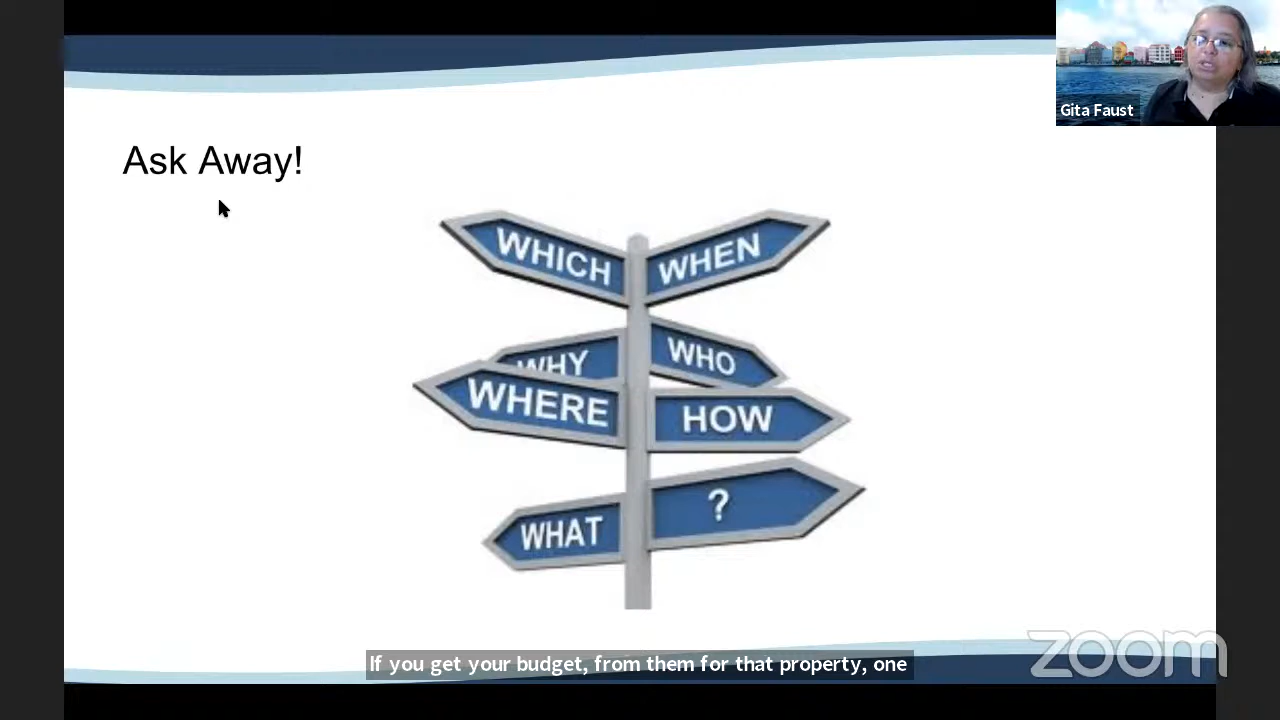 Gita Faust
Ask Away!
WHICH
WHEN
WHY
WHO
WHERE
HOW
WHAT
?
If you get your budget, from them for that property, one
zoom